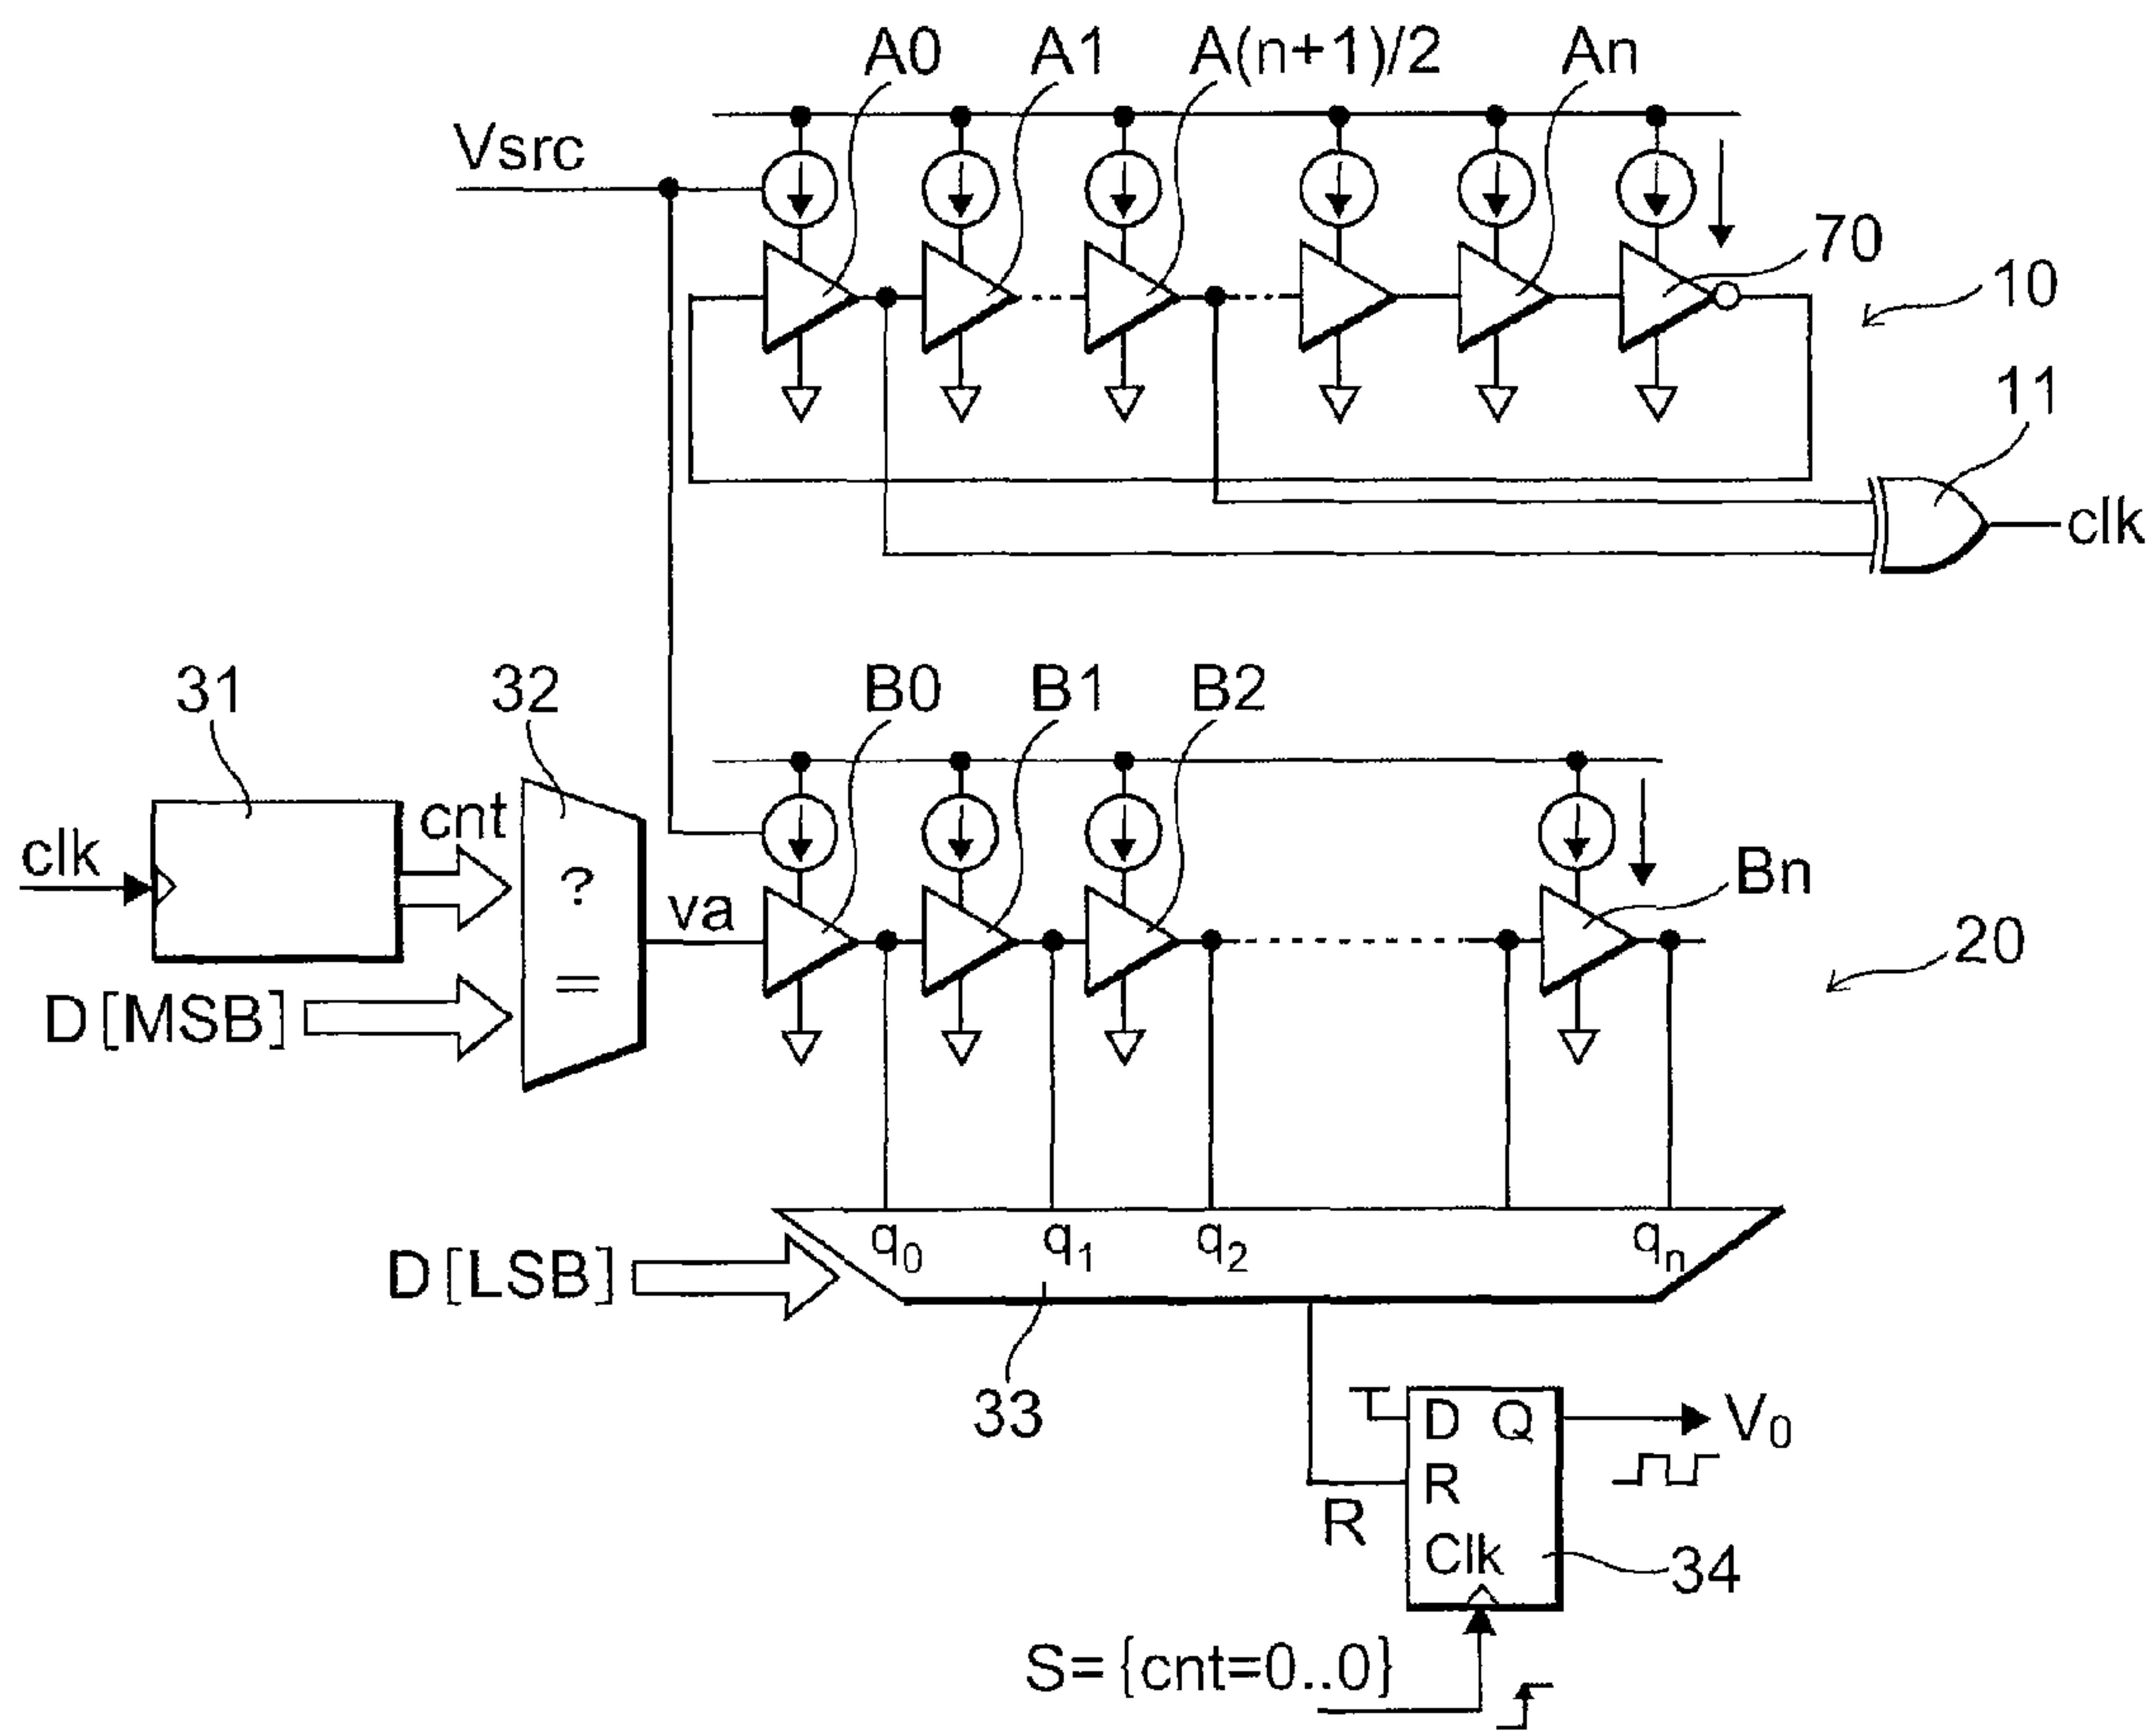 A0 A1 A(n+1)/2 An
Vsrc
70
10
11
clk
31 32 B0 B1 B2
cnt
clk
?
va
Bn
=
20
D[MSB]
q0 q1 q2 qn
D[LSB]
33
D Q V0
R
R
Clk
34
S={cnt=0..0}